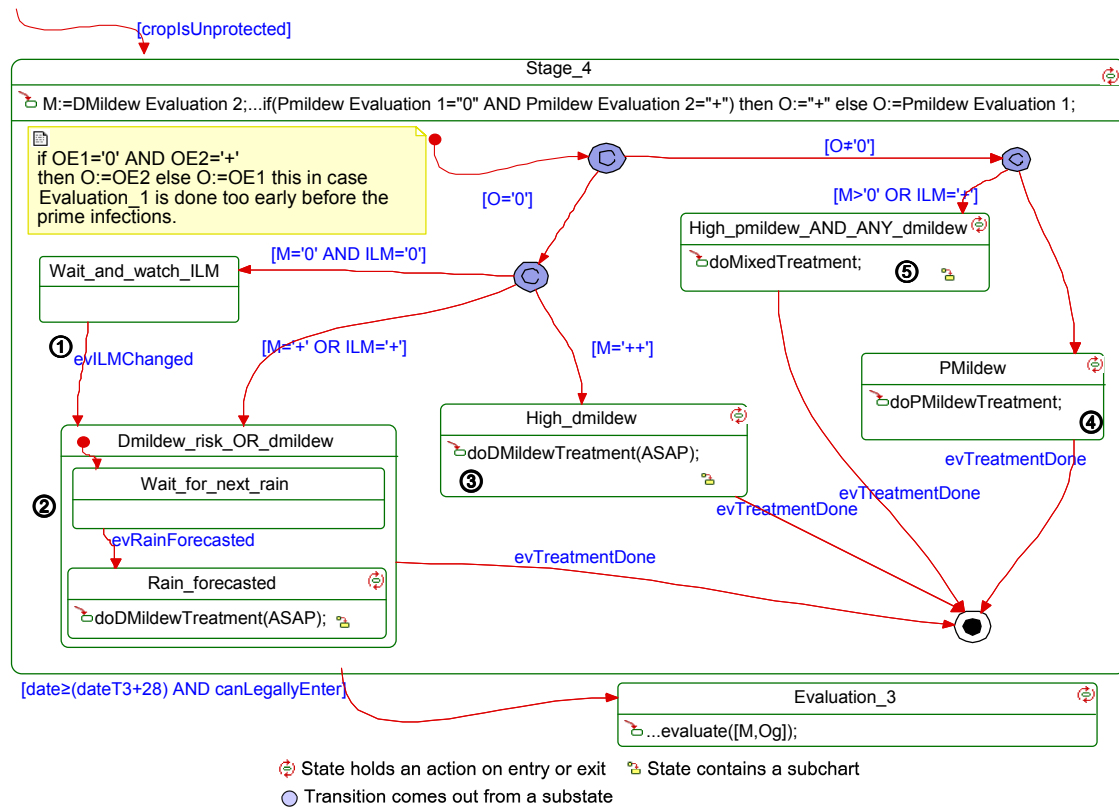 [cropIsUnprotected]
Stage_4
M:=DMildew Evaluation 2;...if(Pmildew Evaluation 1="0" AND Pmildew Evaluation 2="+") then O:="+" else O:=Pmildew Evaluation 1;
if OE1='0' AND OE2='+'
then O:=OE2 else O:=OE1 this in case
Evaluation_1 is done too early before the
prime infections.
[O≠'0']
[O='0']
[M>'0' OR ILM='+']
High_pmildew_AND_ANY_dmildew
doMixedTreatment;
⑤
[M='0' AND ILM='0']
Wait_and_watch_ILM
①
evILMChanged
[M='+' OR ILM='+']
[M='++']
PMildew
doPMildewTreatment;
④
High_dmildew
doDMildewTreatment(ASAP);
③
Dmildew_risk_OR_dmildew
Wait_for_next_rain
②
evRainForecasted
Rain_forecasted
doDMildewTreatment(ASAP);
evTreatmentDone
evTreatmentDone
evTreatmentDone
evTreatmentDone
[date≥(dateT3+28) AND canLegallyEnter]
Evaluation_3
...evaluate([M,Og]);
State holds an action on entry or exit
State contains a subchart
Transition comes out from a substate